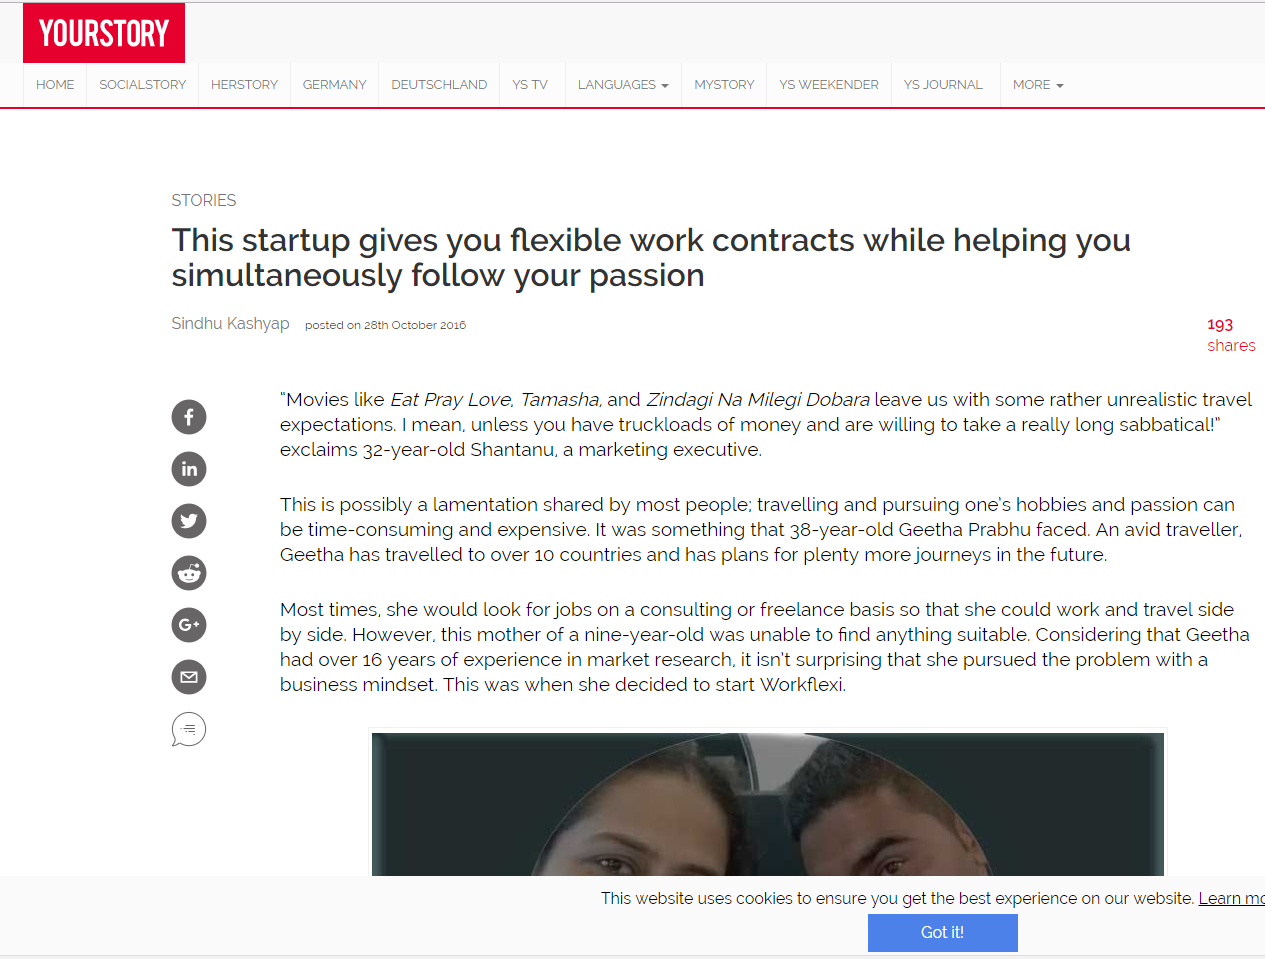 YOURSTORY
HOME SOCIALSTORY HERSTORY GERMANY DEUTSCHLAND YS TV LANGUAGES MYSTORY YS WEEKENDER YS JOURNAL MORE
STORIES
This startup gives you flexible work contracts while helping you
simultaneously follow your passion
Sindhu Kashyap posted on 28th October 2016
193
shares
“Movies like Eat Pray Love, Tamasha, and Zindagi Na Milegi Dobara leave us with some rather unrealistic travel
expectations. I mean, unless you have truckloads of money and are willing to take a really long sabbatical!”
exclaims 32-year-old Shantanu, a marketing executive.
This is possibly a lamentation shared by most people; travelling and pursuing one’s hobbies and passion can
be time-consuming and expensive. It was something that 38-year-old Geetha Prabhu faced. An avid traveller,
Geetha has travelled to over 10 countries and has plans for plenty more journeys in the future.
Most times, she would look for jobs on a consulting or freelance basis so that she could work and travel side
by side. However, this mother of a nine-year-old was unable to find anything suitable. Considering that Geetha
had over 16 years of experience in market research, it isn’t surprising that she pursued the problem with a
business mindset. This was when she decided to start Workflexi.
This website uses cookies to ensure you get the best experience on our website. Learn
Got it!